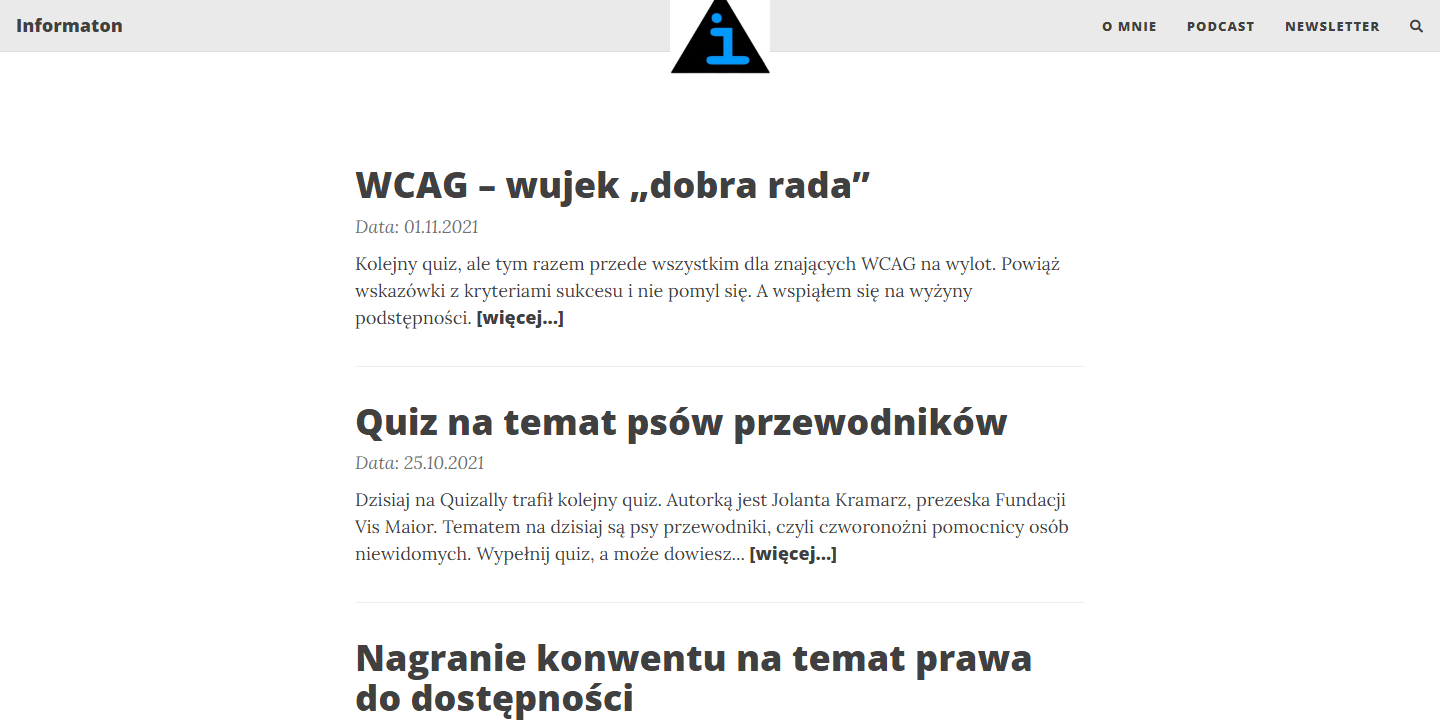 Informaton
i
O MNIE
PODCAST
NEWSLETTER
WCAG – wujek „dobra rada”
Data: 01.11.2021
Kolejny quiz, ale tym razem przede wszystkim dla znających WCAG na wylot. Powiąż
wskazówki z kryteriami sukcesu i nie pomyl się. A wspiąłem się na wyżyny
podstępności. [więcej...]
Quiz na temat psów przewodników
Data: 25.10.2021
Dzisiaj na Quizally trafił kolejny quiz. Autorką jest Jolanta Kramarz, prezeska Fundacji
Vis Maior. Tematem na dzisiaj są psy przewodniki, czyli czworonożni pomocnicy osób
niewidomych. Wypełnij quiz, a może dowiesz... [więcej...]
Nagranie konwentu na temat prawa
do dostępności